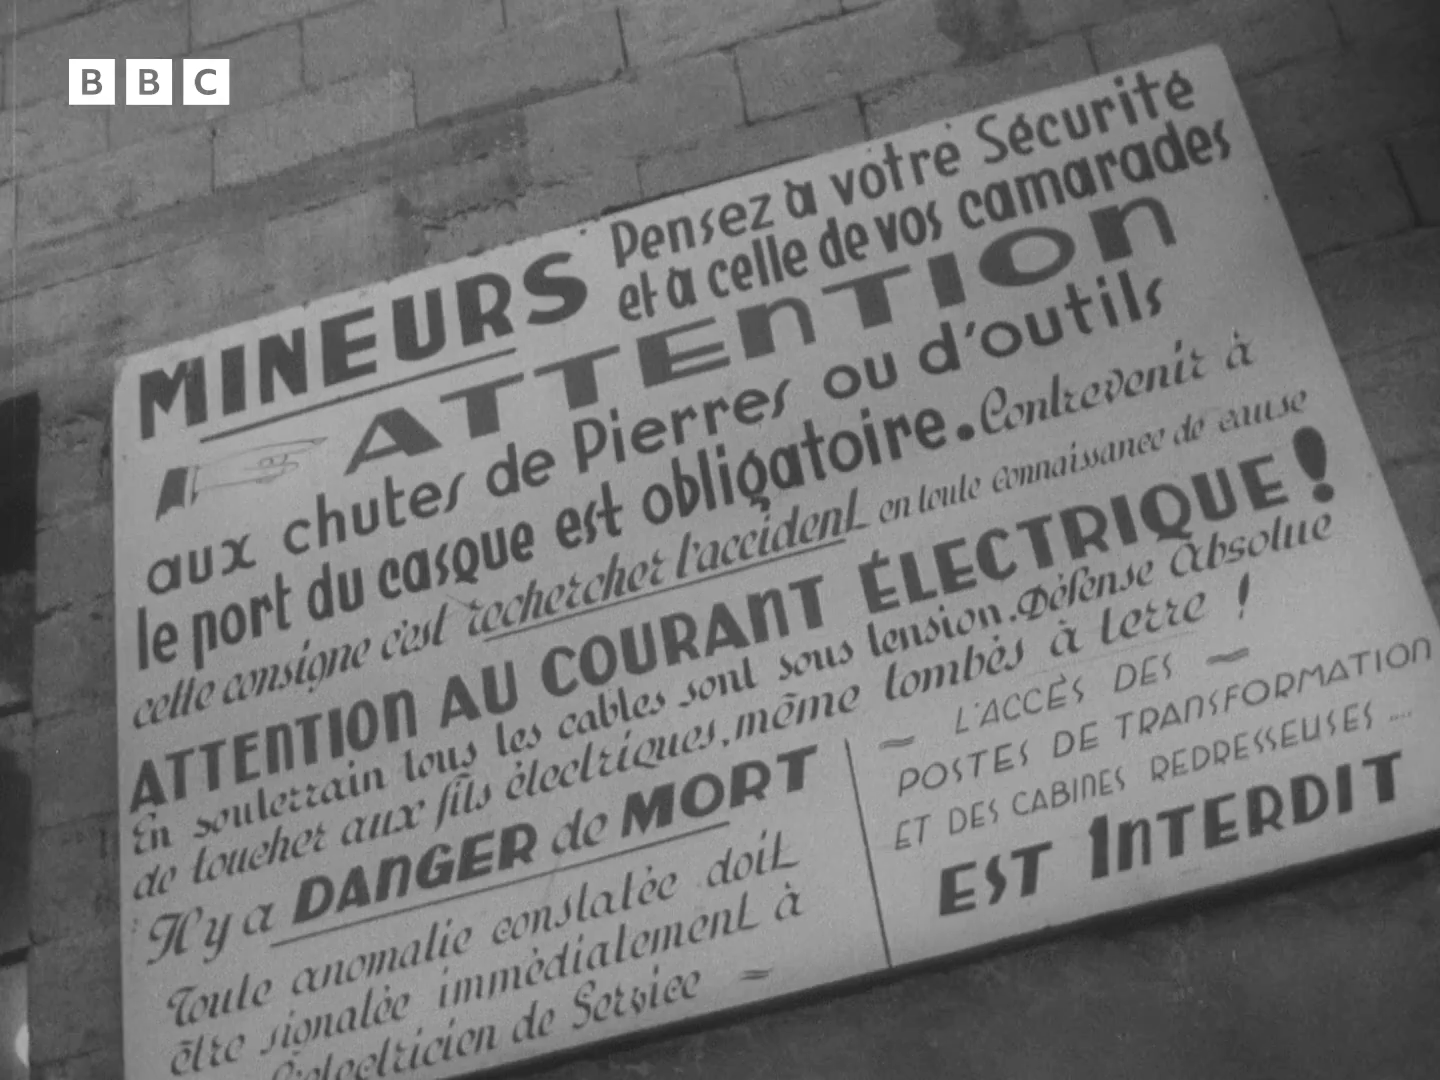 BBC
MINEURS
Pensez à votre Sécurité
et à celle de vos camarades
ATTENTION
aux chutes de Pierres ou d'outils
le port du casque est obligatoire. Contrevenir à
cette consigne c'est rechercher l'accident en toute connaissance de cause
ATTENTION AU COURANT ÉLECTRIQUE !
En souterrain tous les cables sont sous tension. Défense Absolue
de toucher aux fils électriques, même tombés à terre !
Il y a DANGER de MORT
Toute anomalie constatée doit
être signalée immédiatement à
l'électricien de Service
L'ACCÈS DES
POSTES DE TRANSFORMATION
ET DES CABINES REDRESSEUSES ....
EST INTERDIT